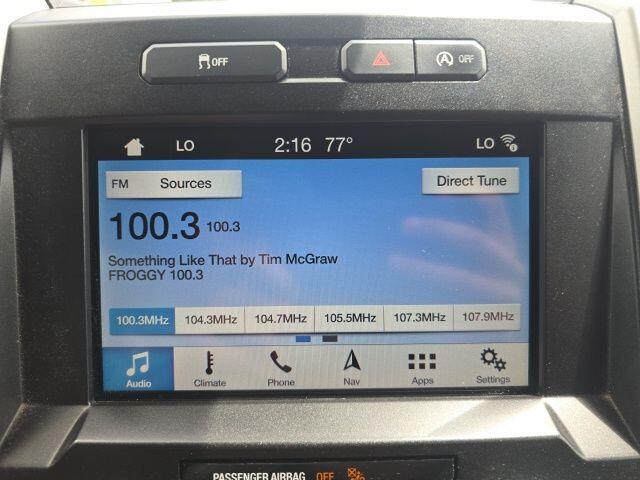 OFF
OFF
LO 2:16 77° LO
FM Sources Direct Tune
100.3 100.3
Something Like That by Tim McGraw
FROGGY 100.3
100.3MHz 104.3MHz 104.7MHz 105.5MHz 107.3MHz 107.9MHz
Audio Climate Phone Nav Apps Settings
PASSENGER AIRBAG OFF